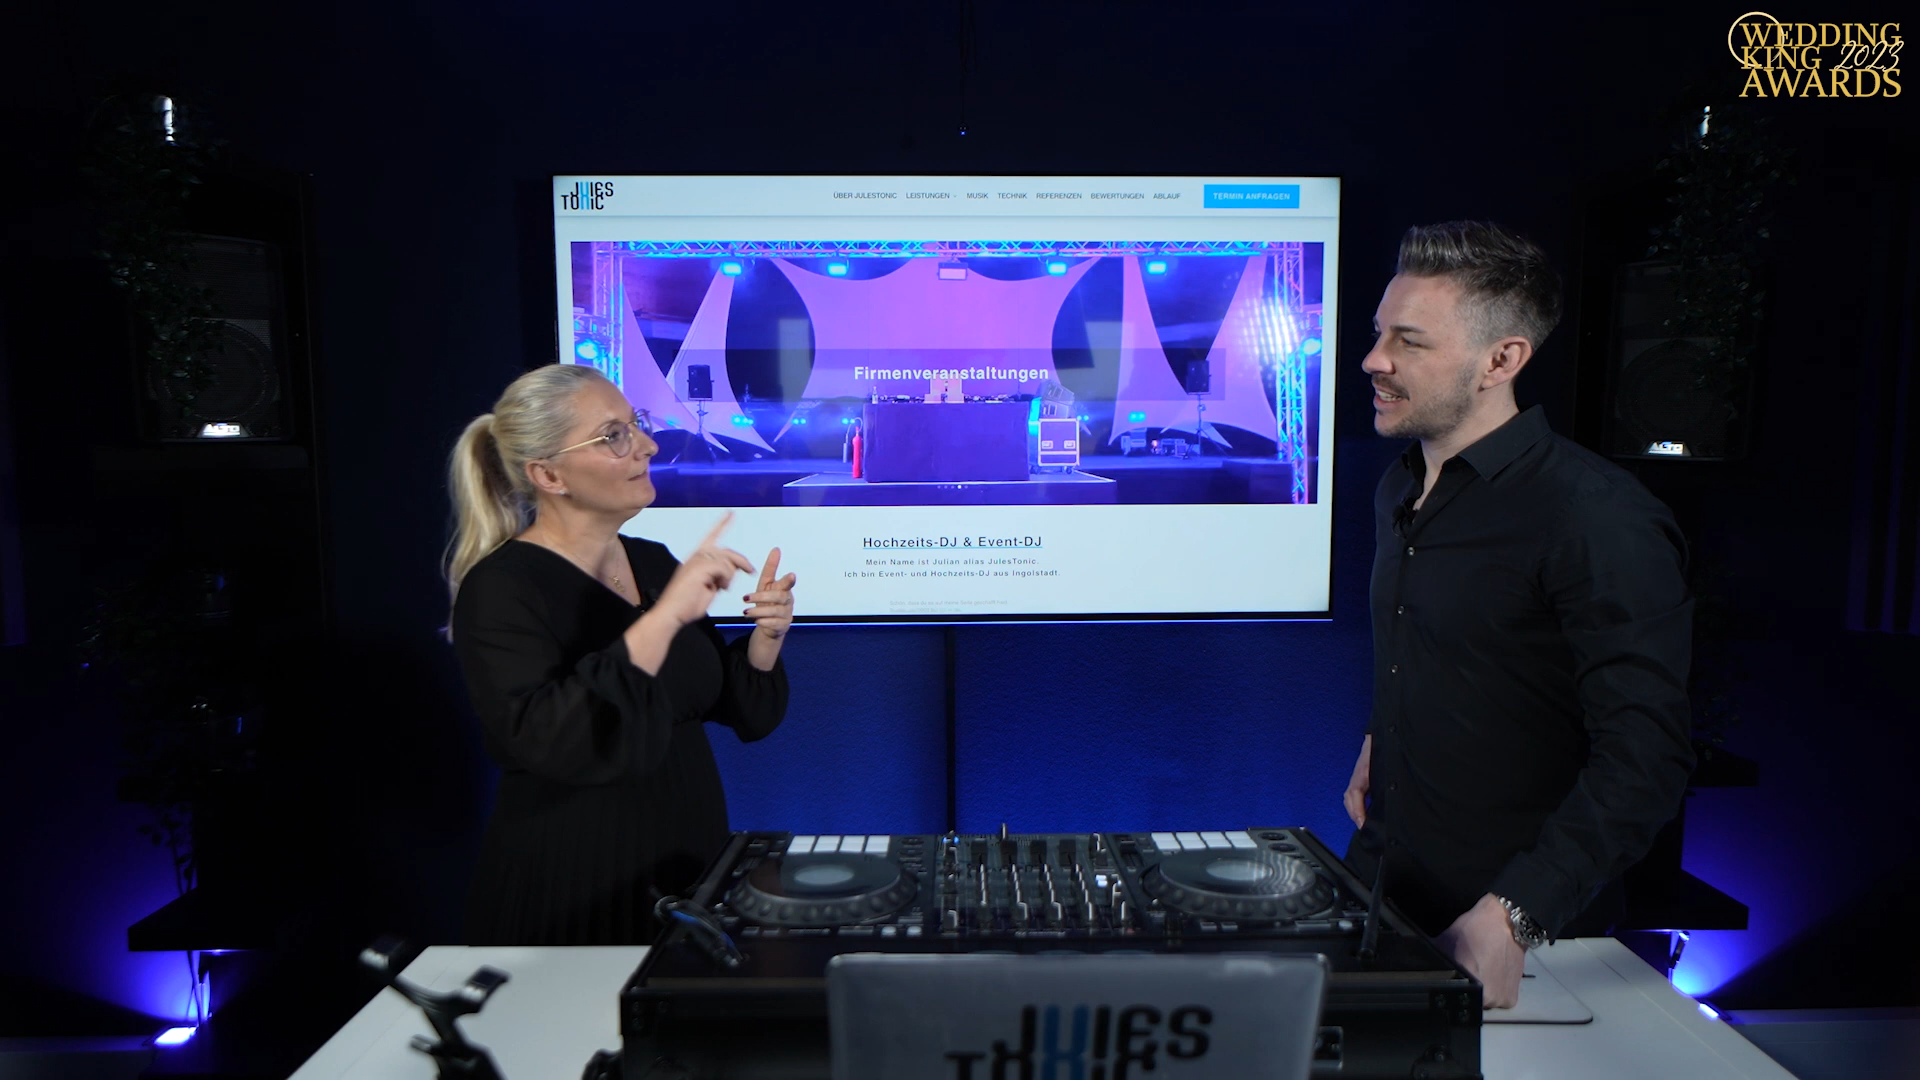 WEDDING
KING 2023
AWARDS
JULES
TONIC
ÜBER JULESTONIC LEISTUNGEN MUSIK TECHNIK REFERENZEN BEWERTUNGEN ABLAUF TERMIN ANFRAGEN
Firmenveranstaltungen
Hochzeits-DJ & Event-DJ
Mein Name ist Julian alias JulesTonic.
Ich bin Event- und Hochzeits-DJ aus Ingolstadt.
JULES
TONIC